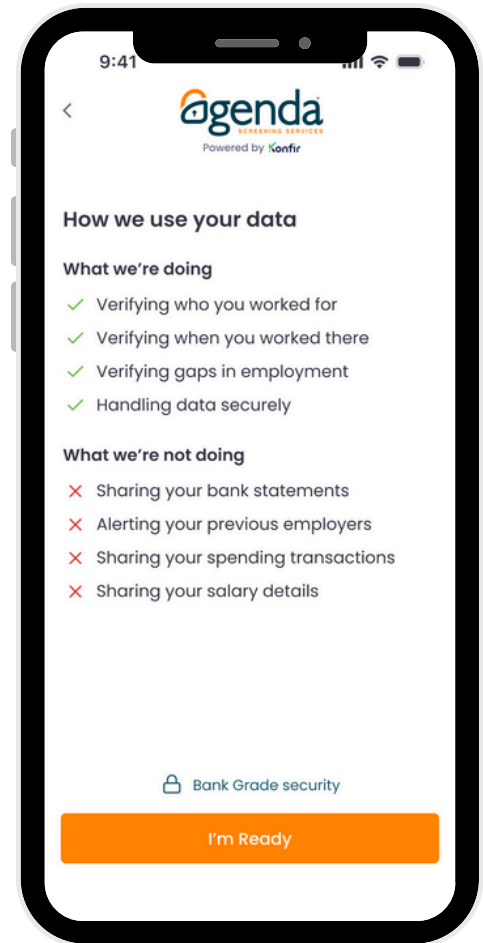 9:41
agenda
SCREENING SERVICES
Powered by Konfir
How we use your data
What we're doing
Verifying who you worked for
Verifying when you worked there
Verifying gaps in employment
Handling data securely
What we're not doing
Sharing your bank statements
Alerting your previous employers
Sharing your spending transactions
Sharing your salary details
Bank Grade security
I'm Ready